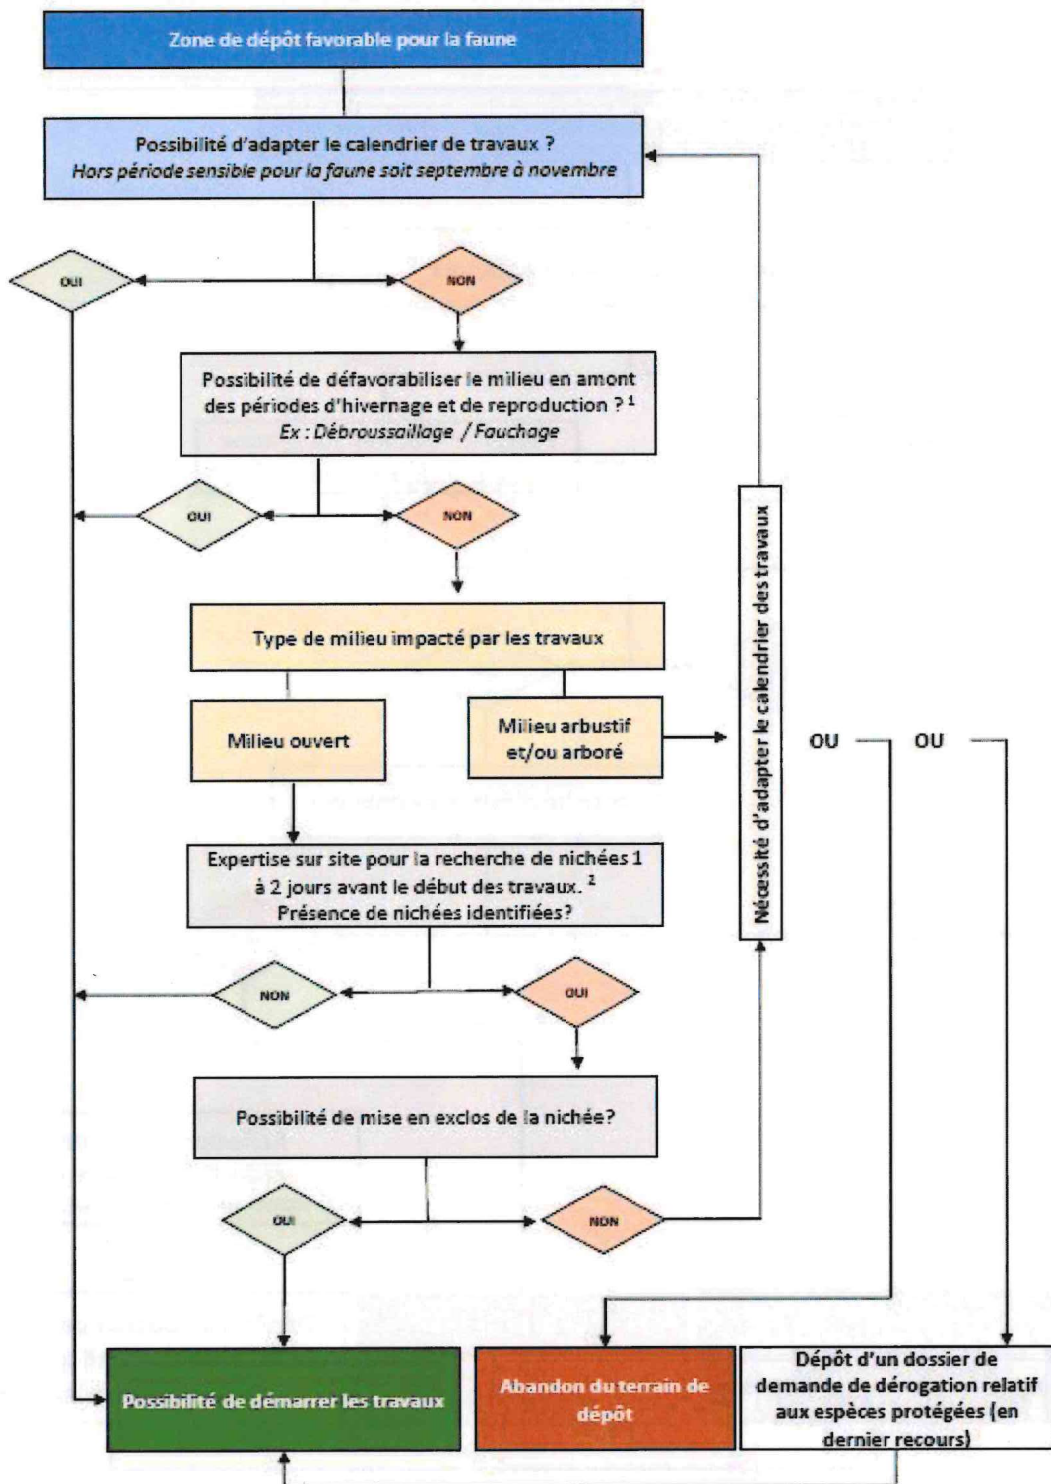 Zone de dépôt favorable pour la faune
Possibilité d'adapter le calendrier de travaux ?
Hors période sensible pour la faune soit septembre à novembre
OUI
NON
Possibilité de défavorabiliser le milieu en amont
des périodes d'hivernage et de reproduction ? 1
Ex : Débroussaillage / Fauchage
OUI
NON
Type de milieu impacté par les travaux
Milieu ouvert
Milieu arbustif
et/ou arboré
Nécessité d'adapter le calendrier des travaux
OU
OU
Expertise sur site pour la recherche de nichées 1
à 2 jours avant le début des travaux. 2
Présence de nichées identifiées?
NON
OUI
Possibilité de mise en exclos de la nichée?
OUI
NON
Possibilité de démarrer les travaux
Abandon du terrain de
dépôt
Dépôt d'un dossier de
demande de dérogation relatif
aux espèces protégées (en
dernier recours)